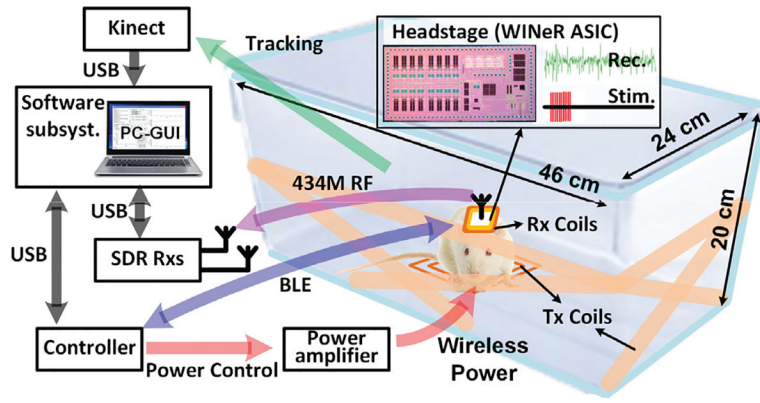 Kinect
Tracking
USB
Headstage (WINeR ASIC)
Rec.
Stim.
Software
subsyst.
PC-GUI
24 cm
46 cm
20 cm
434M RF
USB
USB
SDR Rxs
Rx Coils
BLE
Tx Coils
Controller
Power
amplifier
Power Control
Wireless
Power